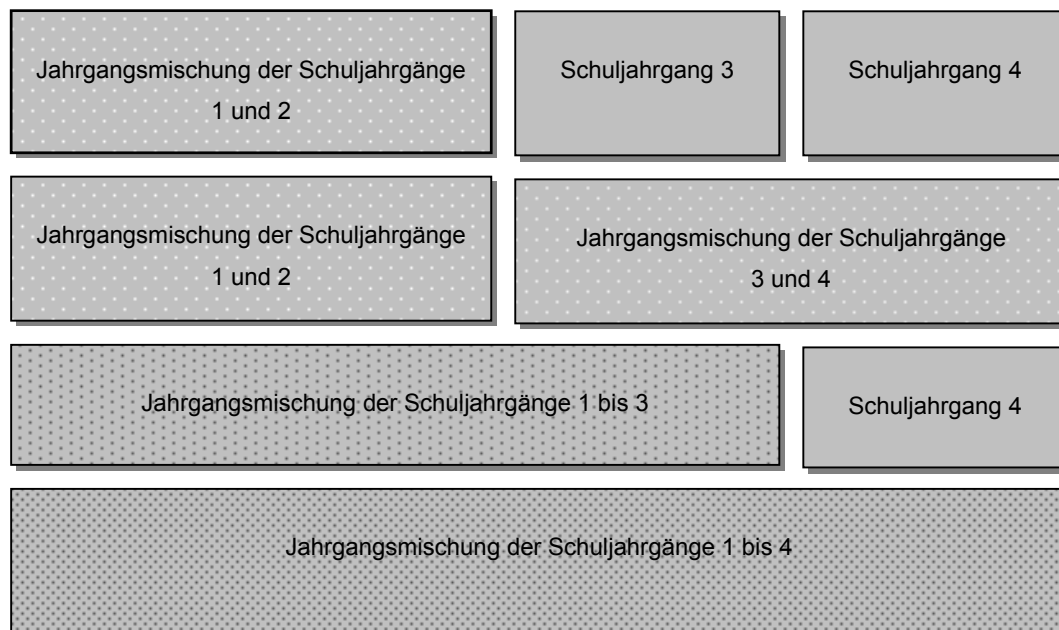 Jahrgangsmischung der Schuljahrgänge
1 und 2
Schuljahrgang 3
Schuljahrgang 4
Jahrgangsmischung der Schuljahrgänge
1 und 2
Jahrgangsmischung der Schuljahrgänge
3 und 4
Jahrgangsmischung der Schuljahrgänge 1 bis 3
Schuljahrgang 4
Jahrgangsmischung der Schuljahrgänge 1 bis 4